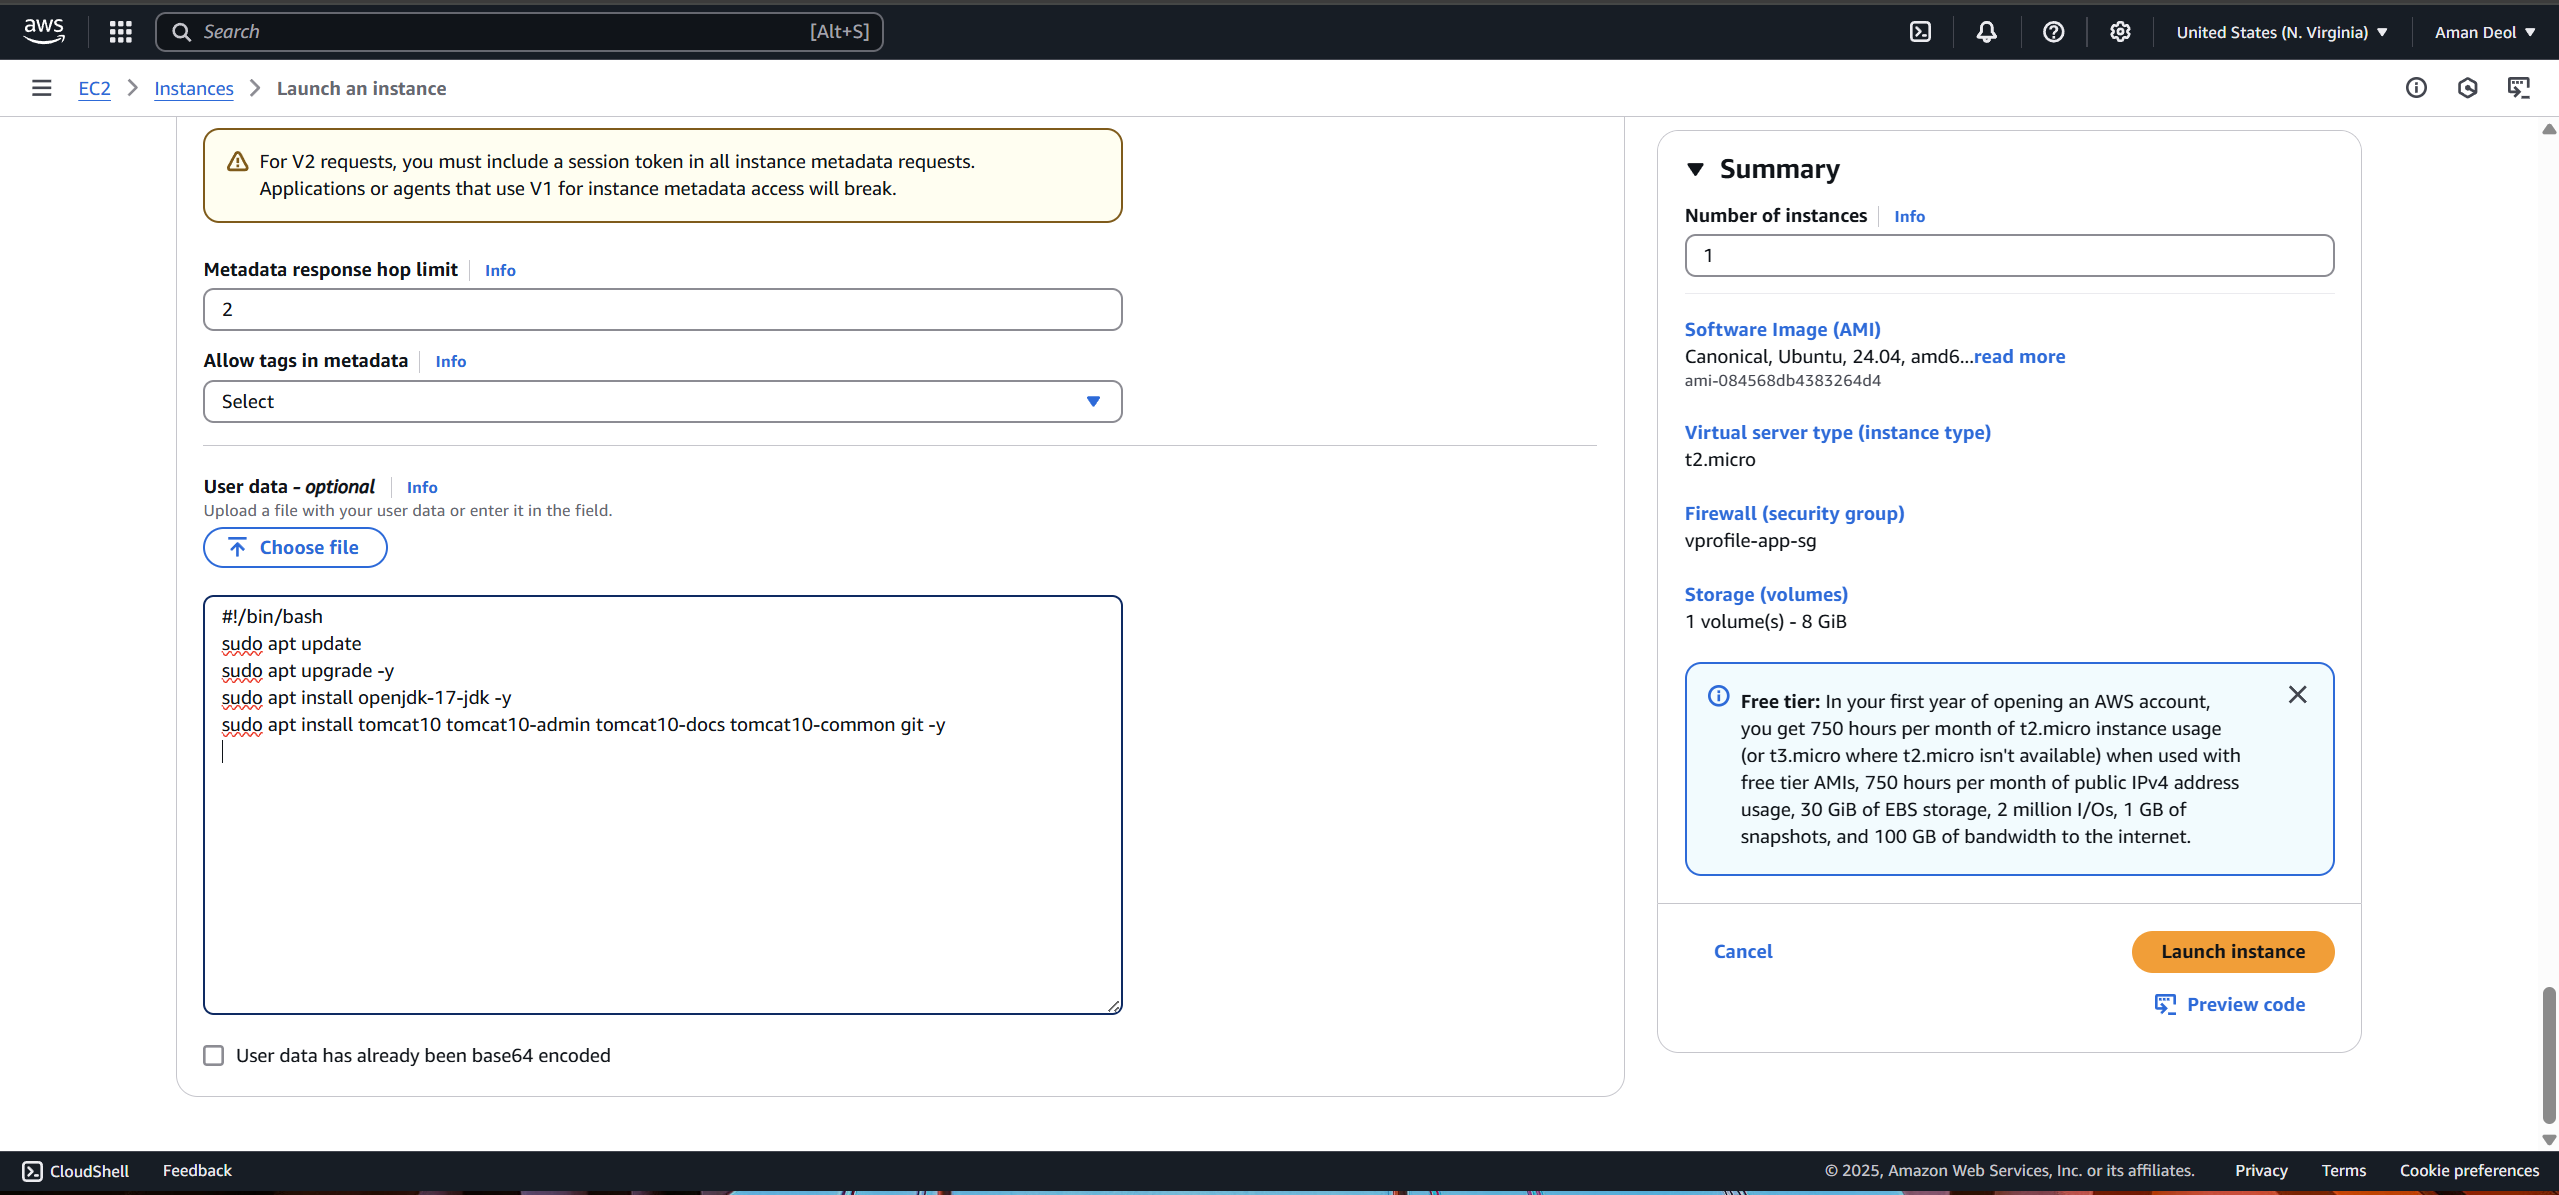 aws
Search
[Alt+S]
United States (N. Virginia)
Aman Deol
EC2
Instances
Launch an instance
For V2 requests, you must include a session token in all instance metadata requests.
Applications or agents that use V1 for instance metadata access will break.
Metadata response hop limit
Info
2
Allow tags in metadata
Info
Select
User data - optional
Info
Upload a file with your user data or enter it in the field.
Choose file
#!/bin/bash
sudo apt update
sudo apt upgrade -y
sudo apt install openjdk-17-jdk -y
sudo apt install tomcat10 tomcat10-admin tomcat10-docs tomcat10-common git -y
User data has already been base64 encoded
Summary
Number of instances
Info
1
Software Image (AMI)
Canonical, Ubuntu, 24.04, amd6...read more
ami-084568db4383264d4
Virtual server type (instance type)
t2.micro
Firewall (security group)
vprofile-app-sg
Storage (volumes)
1 volume(s) - 8 GiB
Free tier: In your first year of opening an AWS account,
you get 750 hours per month of t2.micro instance usage
(or t3.micro where t2.micro isn't available) when used with
free tier AMIs, 750 hours per month of public IPv4 address
usage, 30 GiB of EBS storage, 2 million I/Os, 1 GB of
snapshots, and 100 GB of bandwidth to the internet.
Cancel
Launch instance
Preview code
CloudShell
Feedback
© 2025, Amazon Web Services, Inc. or its affiliates.
Privacy
Terms
Cookie preferences